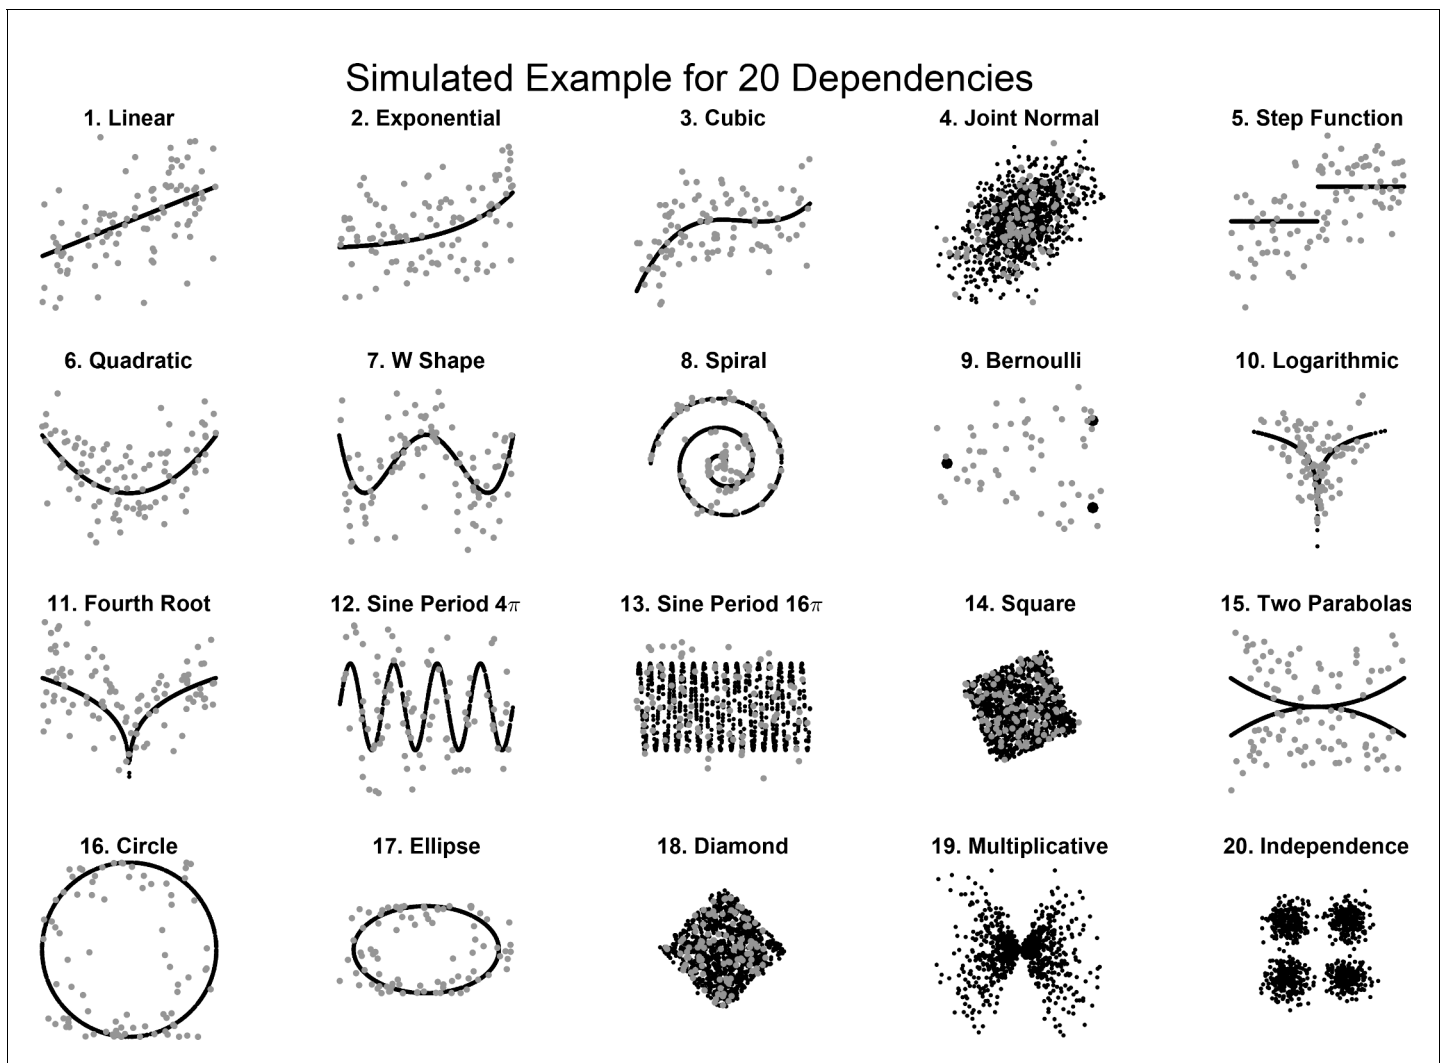 Simulated Example for 20 Dependencies
1. Linear
2. Exponential
3. Cubic
4. Joint Normal
5. Step Function
6. Quadratic
7. W Shape
8. Spiral
9. Bernoulli
10. Logarithmic
11. Fourth Root
12. Sine Period 4π
13. Sine Period 16π
14. Square
15. Two Parabolas
16. Circle
17. Ellipse
18. Diamond
19. Multiplicative
20. Independence